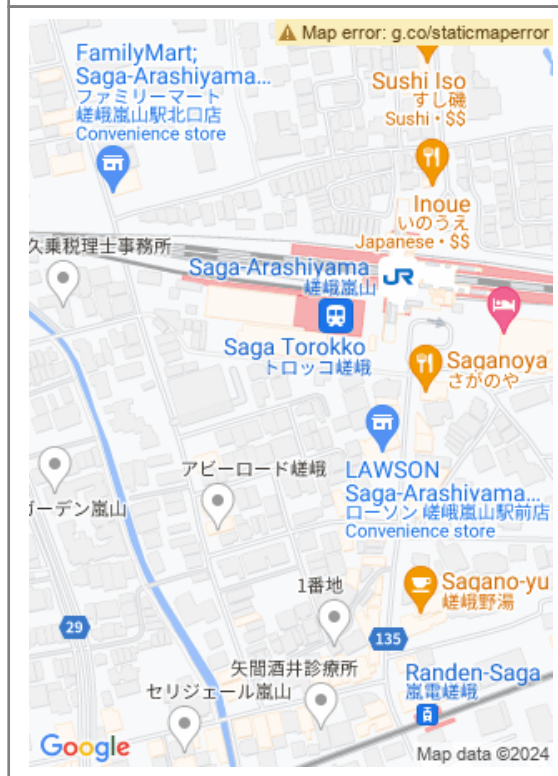 Map error: g.co/staticmaperror
FamilyMart;
Saga-Arashiyama...
ファミリーマート
嵯峨嵐山駅北口店
Convenience store
Sushi Iso
すし磯
Sushi • $$
Inoue
いのうえ
Japanese • $$
久乗税理士事務所
Saga-Arashiyama
嵯峨嵐山
JR
Saga Torokko
トロッコ嵯峨
Saganoya
さがのや
アビーロード嵯峨
LAWSON
Saga-Arashiyama...
ローソン 嵯峨嵐山駅前店
Convenience store
ガーデン嵐山
1番地
Sagano-yu
嵯峨野湯
29
135
矢間酒井診療所
Randen-Saga
嵐電嵯峨
セリジェール嵐山
Google
Map data ©2024